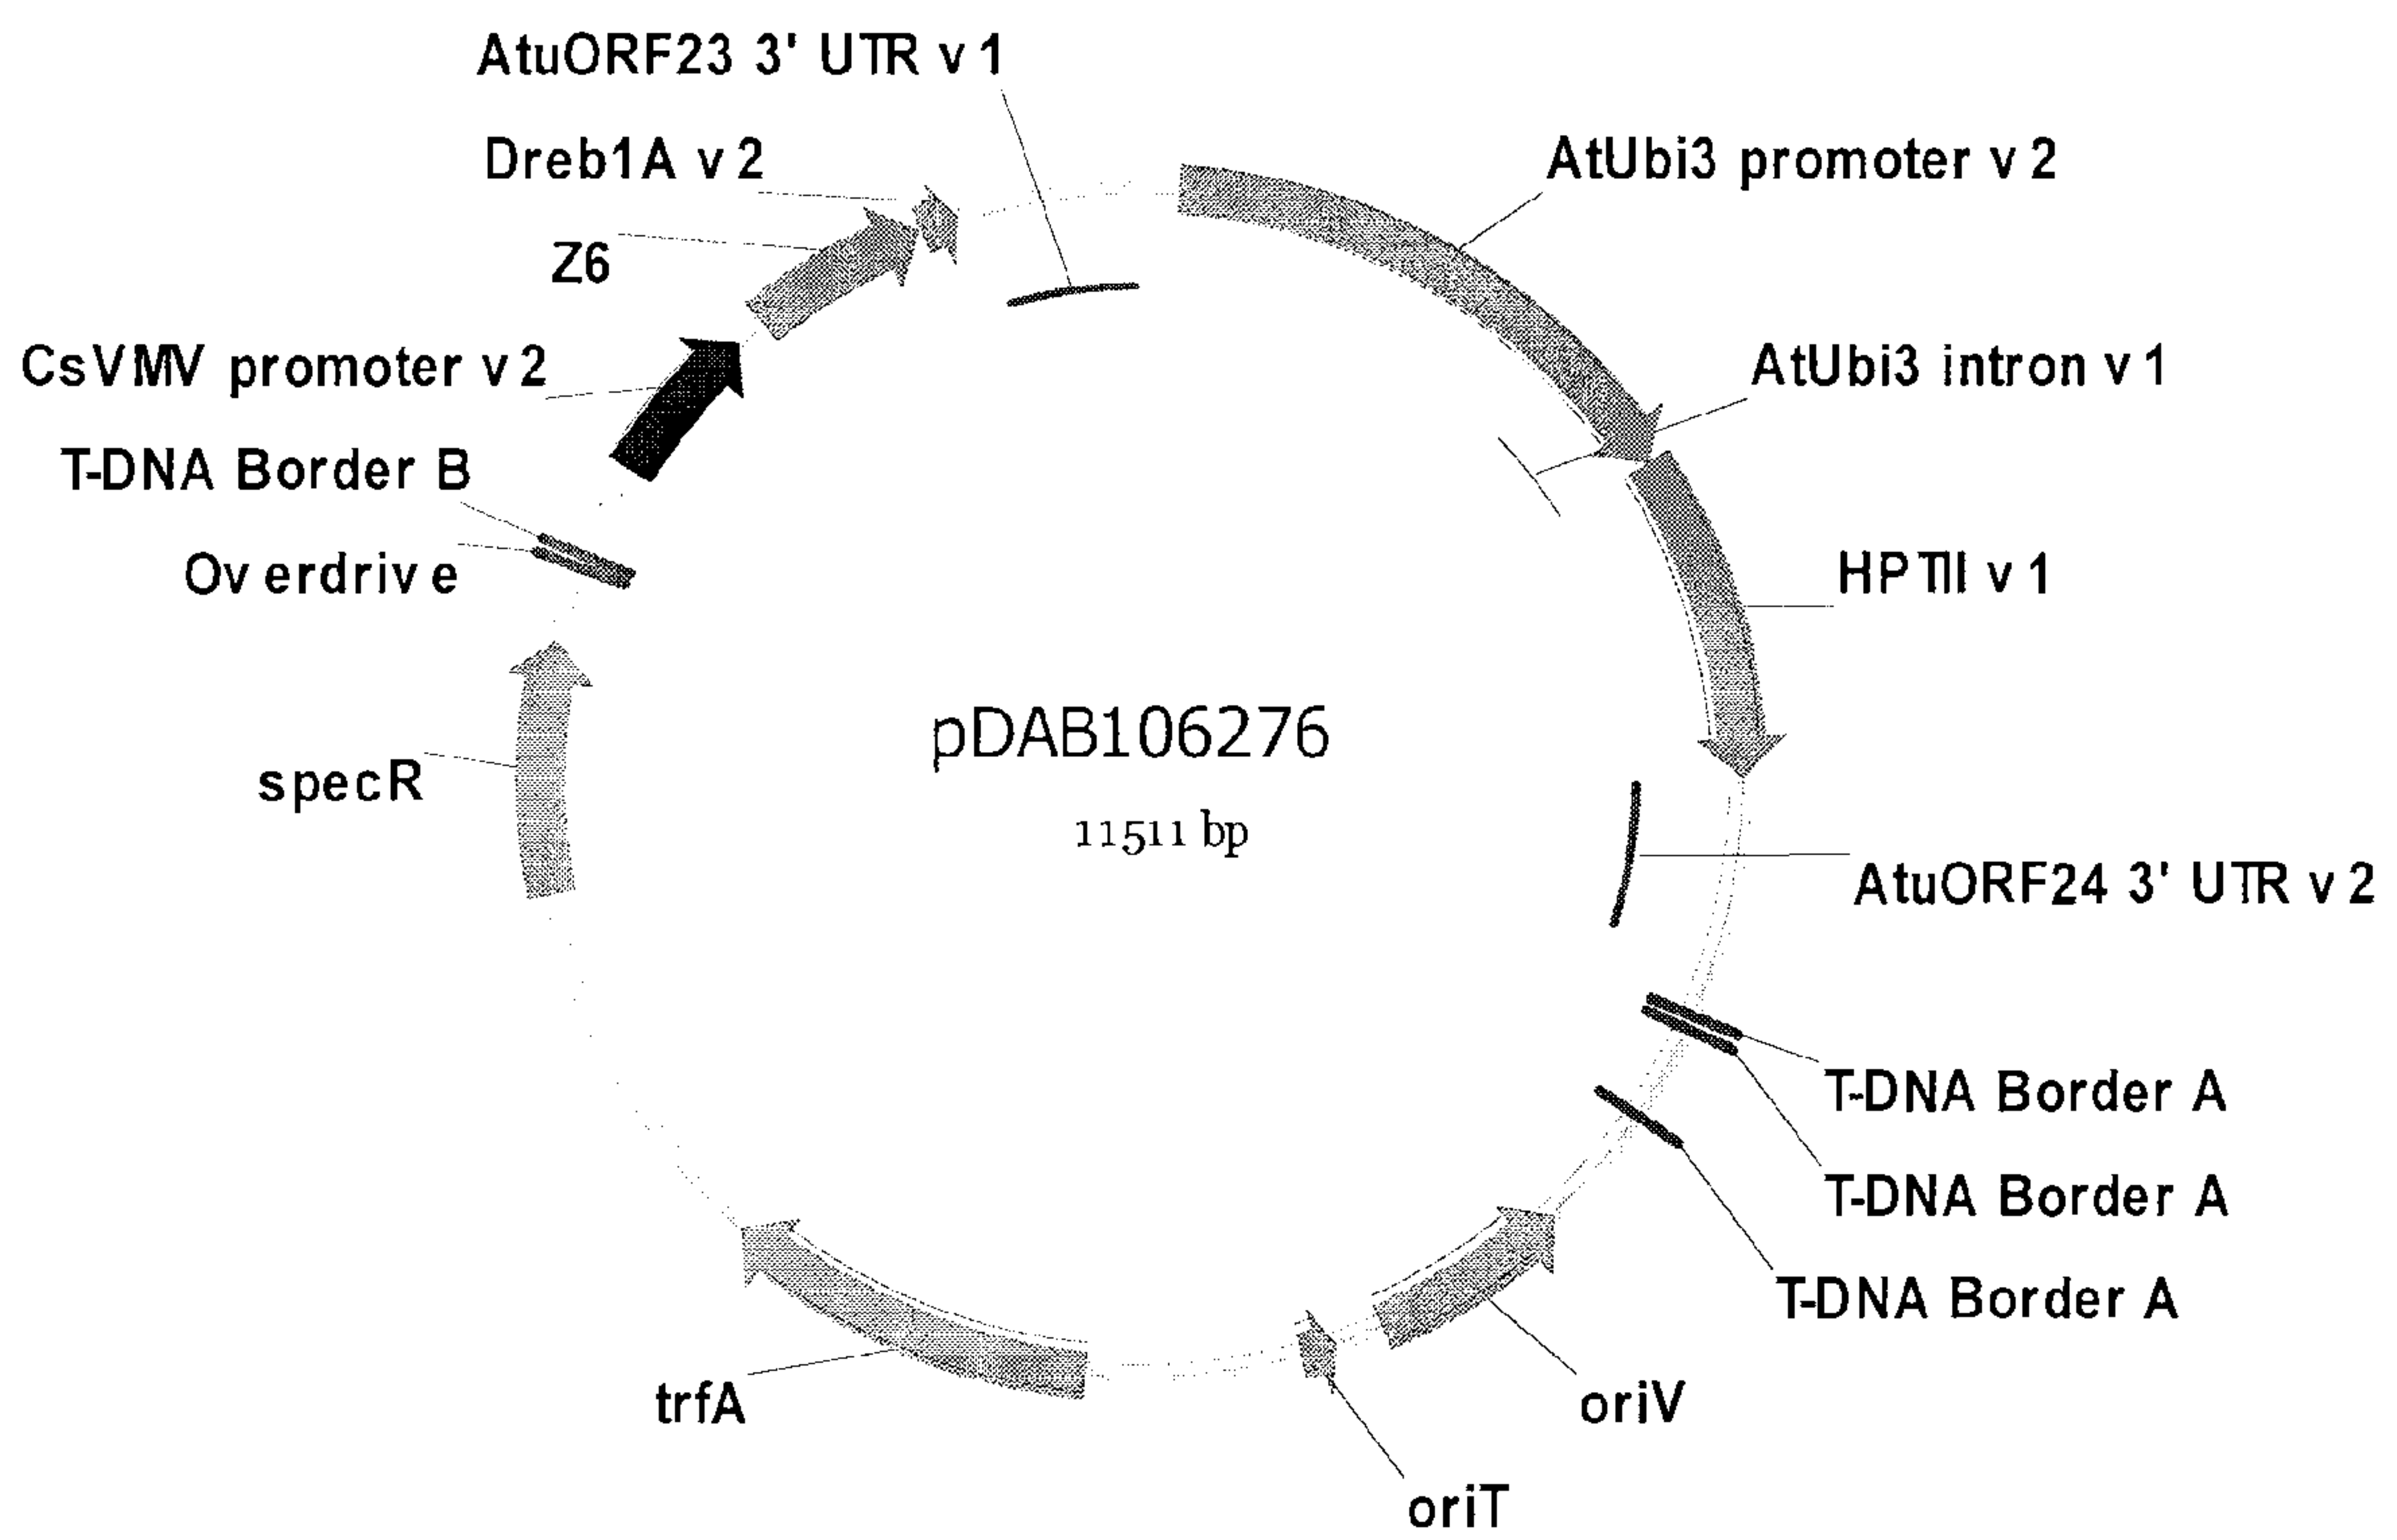 AtuORF23 3' UTR v1
Dreb1A v2
AtUbi3 promoter v2
Z6
CsVMV promoter v2
AtUbi3 intron v1
T-DNA Border B
Overdrive
HPTII v1
pDAB106276
specR
11511 bp
AtuORF24 3' UTR v2
T-DNA Border A
T-DNA Border A
T-DNA Border A
trfA
oriV
oriT